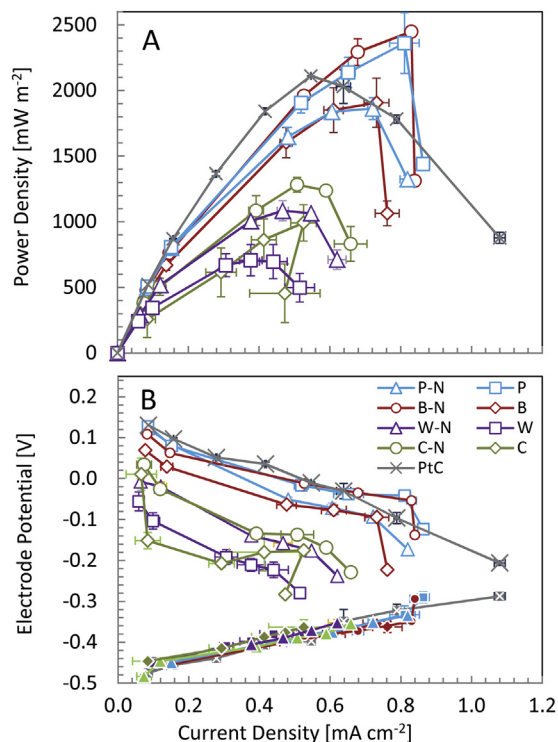 A
Power Density [mW m⁻²]
2500
2000
1500
1000
500
0
B
Electrode Potential [V]
0.2
0.1
0.0
-0.1
-0.2
-0.3
-0.4
-0.5
P-N P
B-N B
W-N W
C-N C
PtC
0.0 0.2 0.4 0.6 0.8 1.0 1.2
Current Density [mA cm⁻²]